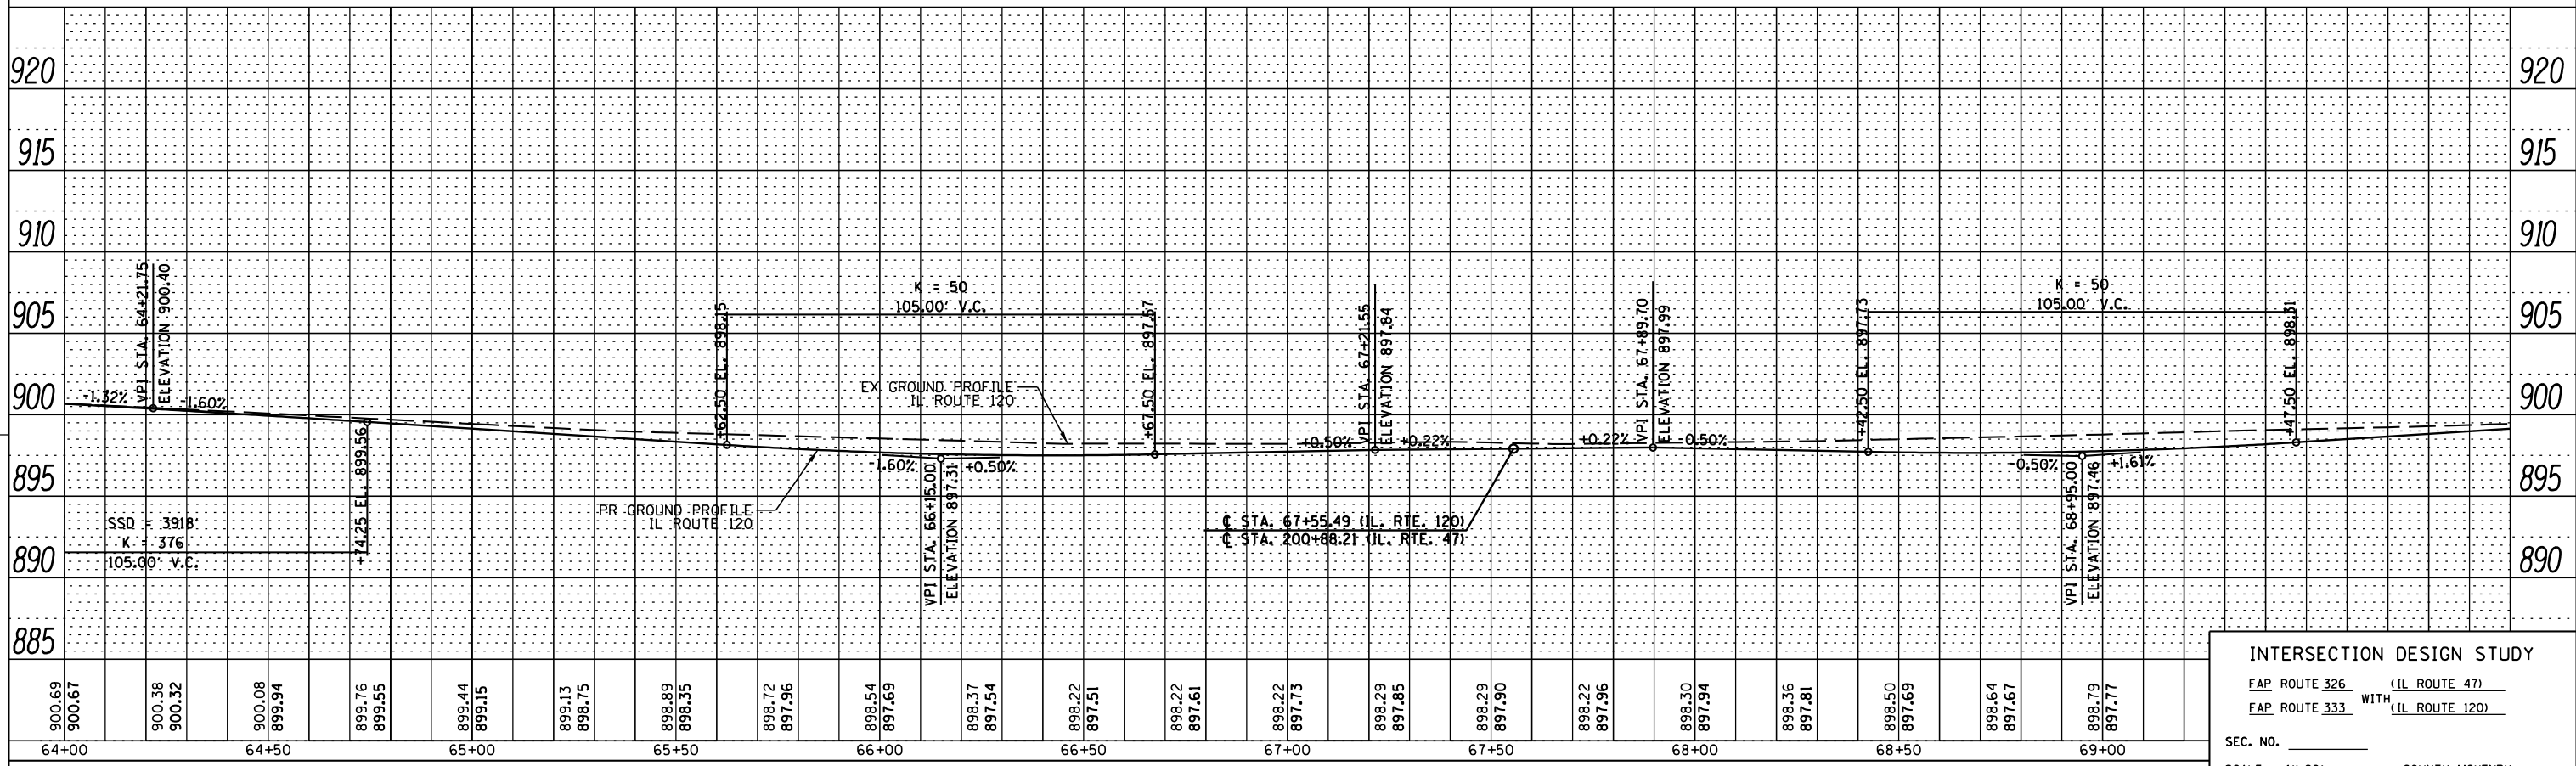 920
920
915
915
910
910
905
905
900
900
895
895
890
890
885
-1.32%
VPI STA. 64+21.75
ELEVATION 900.40
-1.60%
+74.25 EL. 899.56
SSD = 3918'
K = 376
105.00' V.C.
+62.50 EL. 898.15
K = 50
105.00' V.C.
+67.50 EL. 897.57
EX GROUND PROFILE
IL ROUTE 120
PR GROUND PROFILE
IL ROUTE 120
-1.60%
VPI STA. 66+15.00
ELEVATION 897.31
+0.50%
+0.50%
VPI STA. 67+21.55
ELEVATION 897.84
+0.22%
℄ STA. 67+55.49 (IL. RTE. 120)
℄ STA. 200+88.21 (IL. RTE. 47)
+0.22%
VPI STA. 67+89.70
ELEVATION 897.99
-0.50%
+42.50 EL. 897.73
K = 50
105.00' V.C.
+47.50 EL. 898.31
-0.50%
VPI STA. 68+95.00
ELEVATION 897.46
+1.61%
900.69
900.67
900.38
900.32
900.08
899.94
899.76
899.55
899.44
899.15
899.13
898.75
898.89
898.35
898.72
897.96
898.54
897.69
898.37
897.54
898.22
897.51
898.22
897.61
898.22
897.73
898.29
897.85
898.29
897.90
898.22
897.96
898.30
897.94
898.36
897.81
898.50
897.69
898.64
897.67
898.79
897.77
64+00
64+50
65+00
65+50
66+00
66+50
67+00
67+50
68+00
68+50
69+00
INTERSECTION DESIGN STUDY
FAP ROUTE 326 (IL ROUTE 47)
WITH
FAP ROUTE 333 (IL ROUTE 120)
SEC. NO.